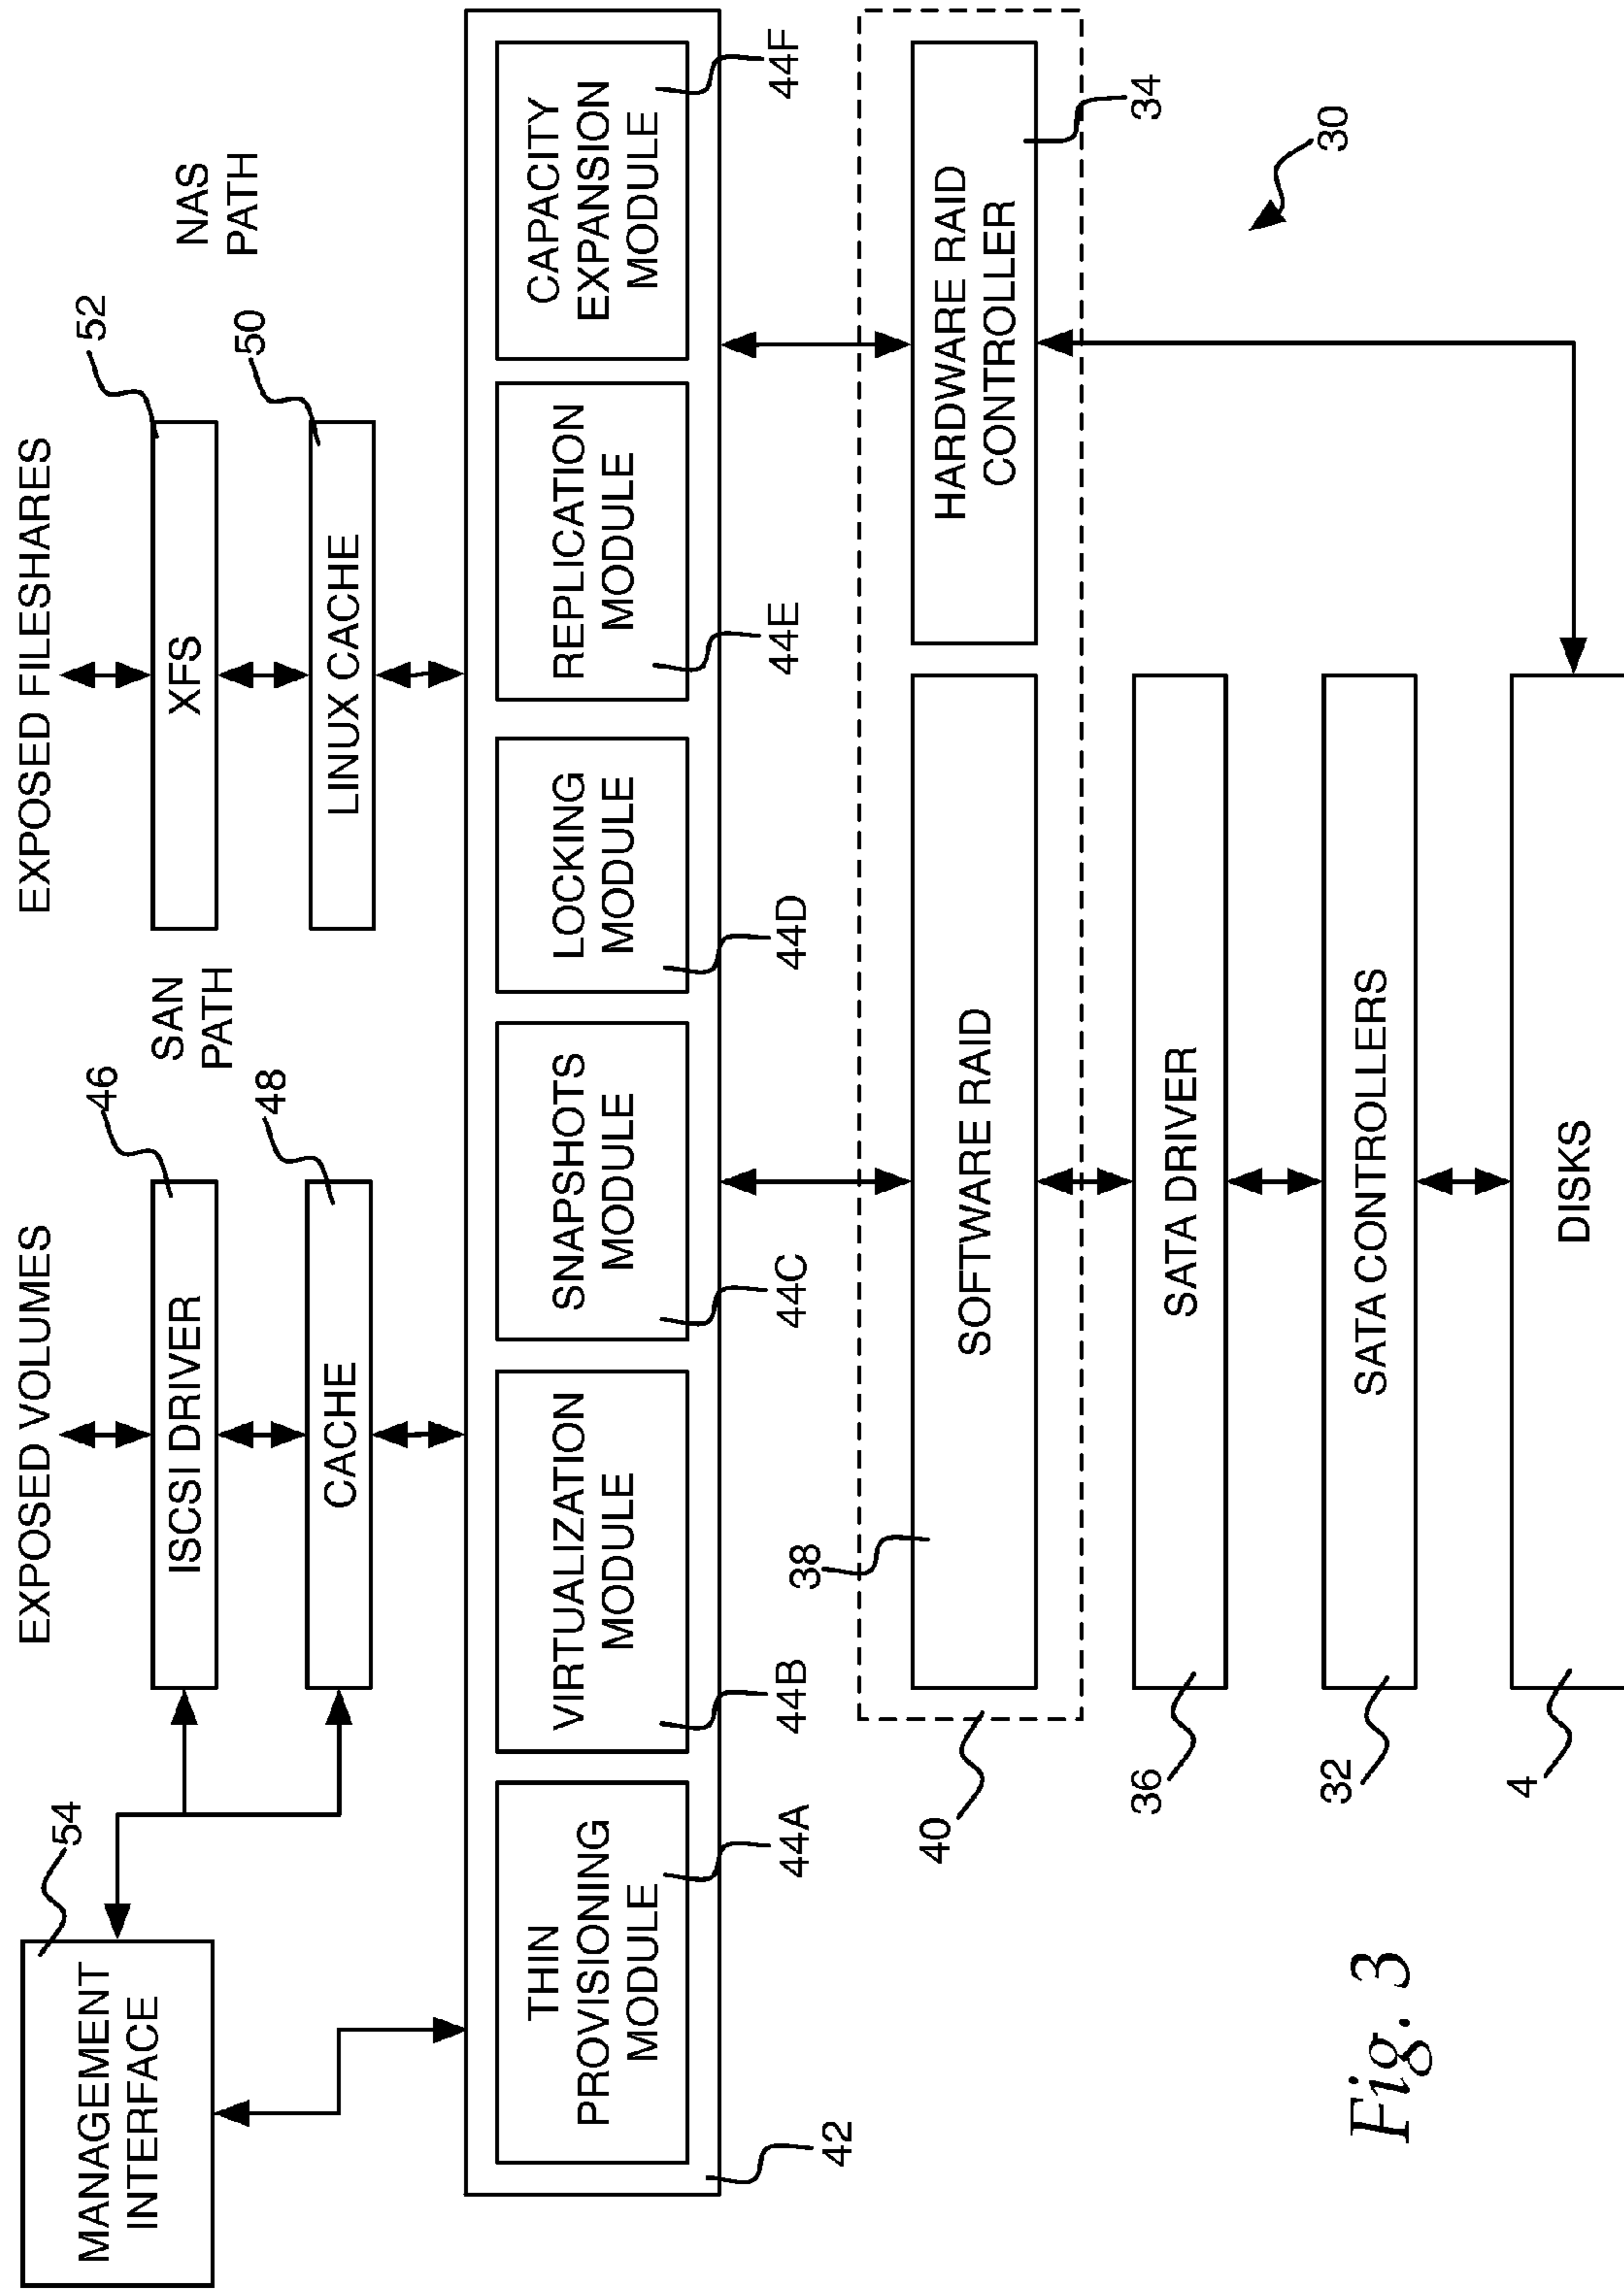 EXPOSED VOLUMES
EXPOSED FILESHARES
54
MANAGEMENT
INTERFACE
46
ISCSI DRIVER
SAN
PATH
52
XFS
NAS
PATH
48
CACHE
50
LINUX CACHE
THIN
PROVISIONING
MODULE
VIRTUALIZATION
MODULE
SNAPSHOTS
MODULE
LOCKING
MODULE
REPLICATION
MODULE
CAPACITY
EXPANSION
MODULE
42
44A
44B
44C
44D
44E
44F
38
SOFTWARE RAID
HARDWARE RAID
CONTROLLER
40
34
36
SATA DRIVER
30
32
SATA CONTROLLERS
4
DISKS
Fig. 3